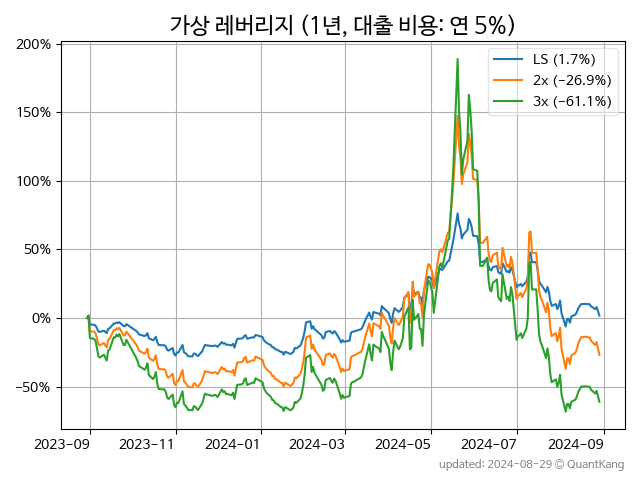 가상 레버리지 (1년, 대출 비용: 연 5%)
200%
150%
100%
50%
0%
−50%
LS (1.7%)
2x (−26.9%)
3x (−61.1%)
2023-09
2023-11
2024-01
2024-03
2024-05
2024-07
2024-09
updated: 2024-08-29 © QuantKang